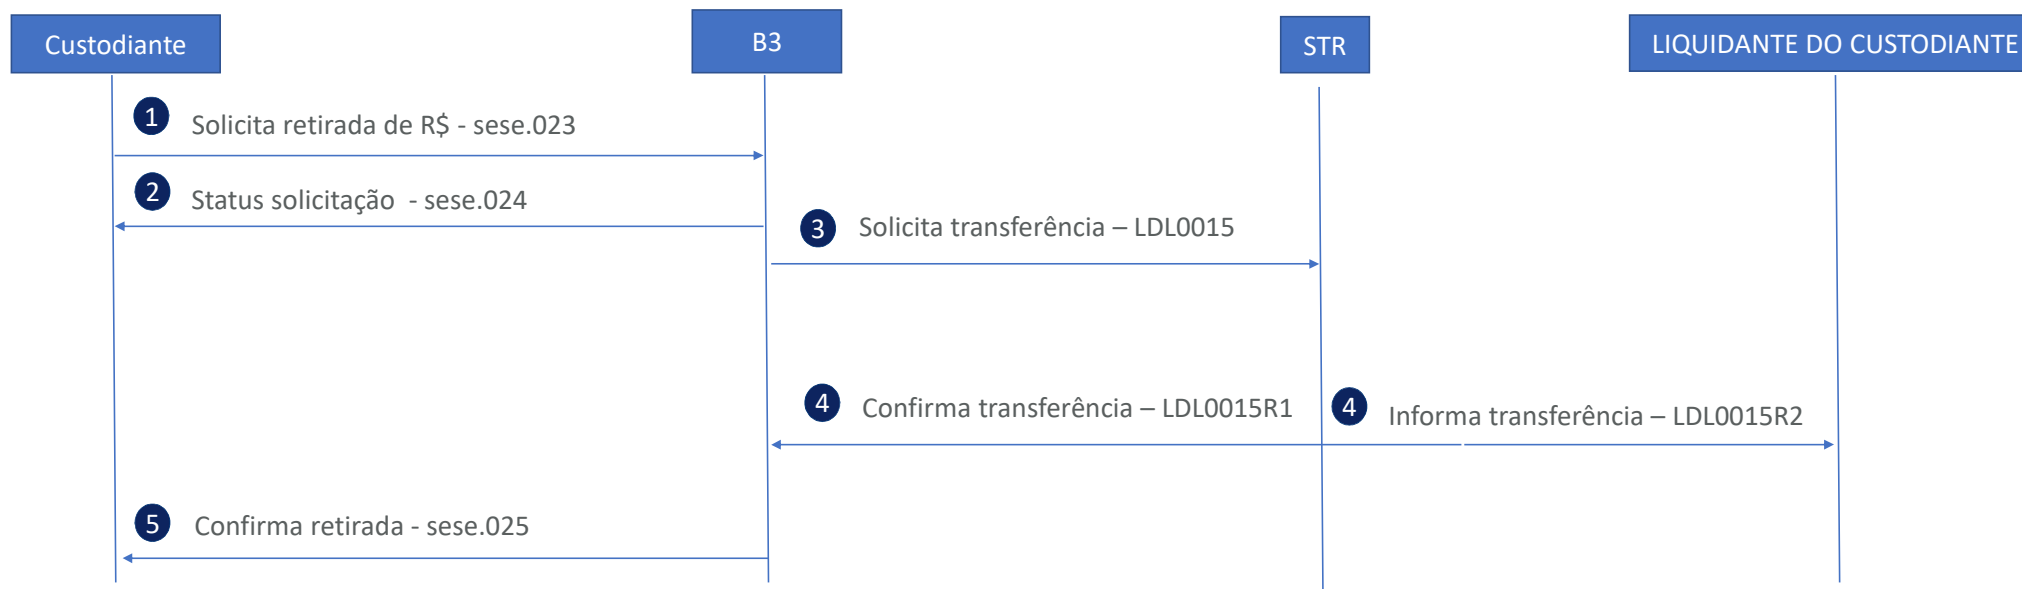 Custodiante
B3
STR
LIQUIDANTE DO CUSTODIANTE
1 Solicita retirada de R$ - sese.023
2 Status solicitação - sese.024
3 Solicita transferência – LDL0015
4 Confirma transferência – LDL0015R1
4 Informa transferência – LDL0015R2
5 Confirma retirada - sese.025